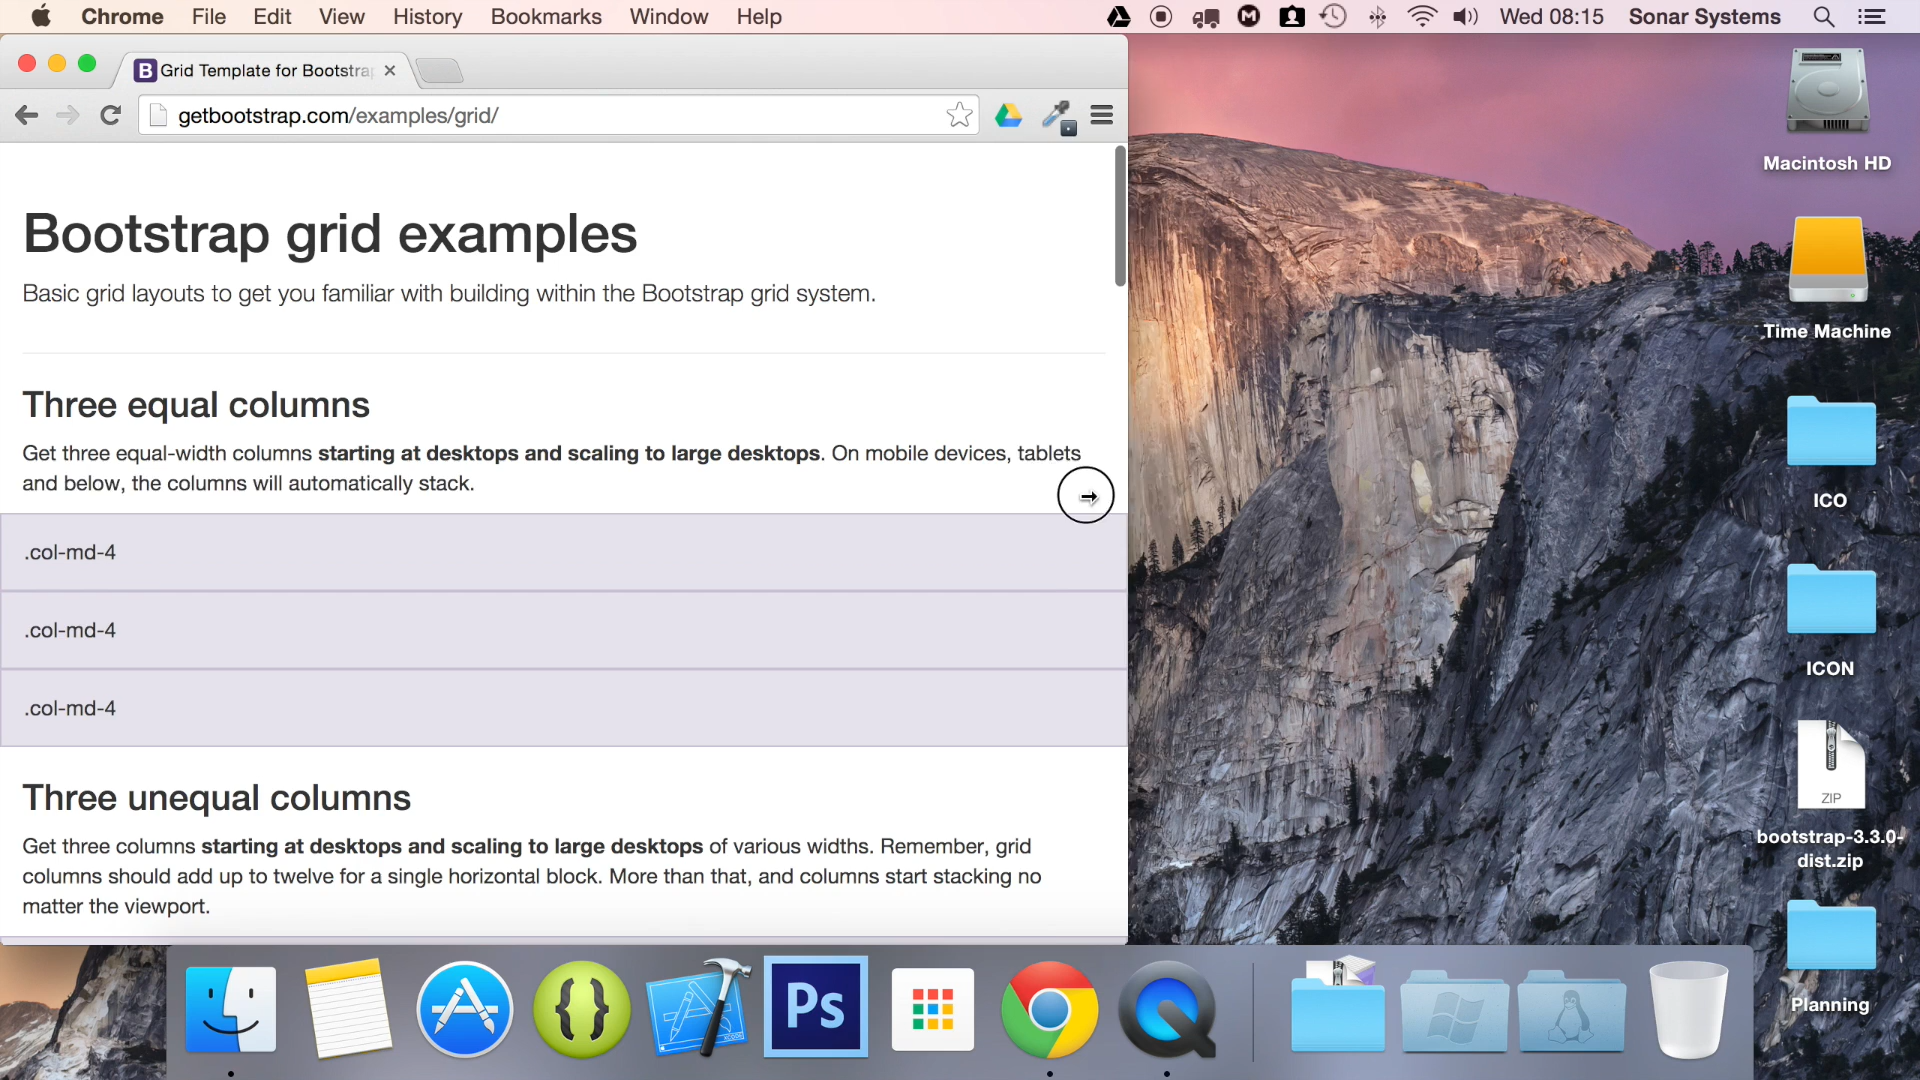 Chrome File Edit View History Bookmarks Window Help Wed 08:15 Sonar Systems
B Grid Template for Bootstrap
getbootstrap.com/examples/grid/
Bootstrap grid examples
Basic grid layouts to get you familiar with building within the Bootstrap grid system.
Three equal columns
Get three equal-width columns starting at desktops and scaling to large desktops. On mobile devices, tablets
and below, the columns will automatically stack.
.col-md-4
.col-md-4
.col-md-4
Three unequal columns
Get three columns starting at desktops and scaling to large desktops of various widths. Remember, grid
columns should add up to twelve for a single horizontal block. More than that, and columns start stacking no
matter the viewport.
Macintosh HD
Time Machine
ICO
ICON
ZIP
bootstrap-3.3.0-
dist.zip
Planning
Ps